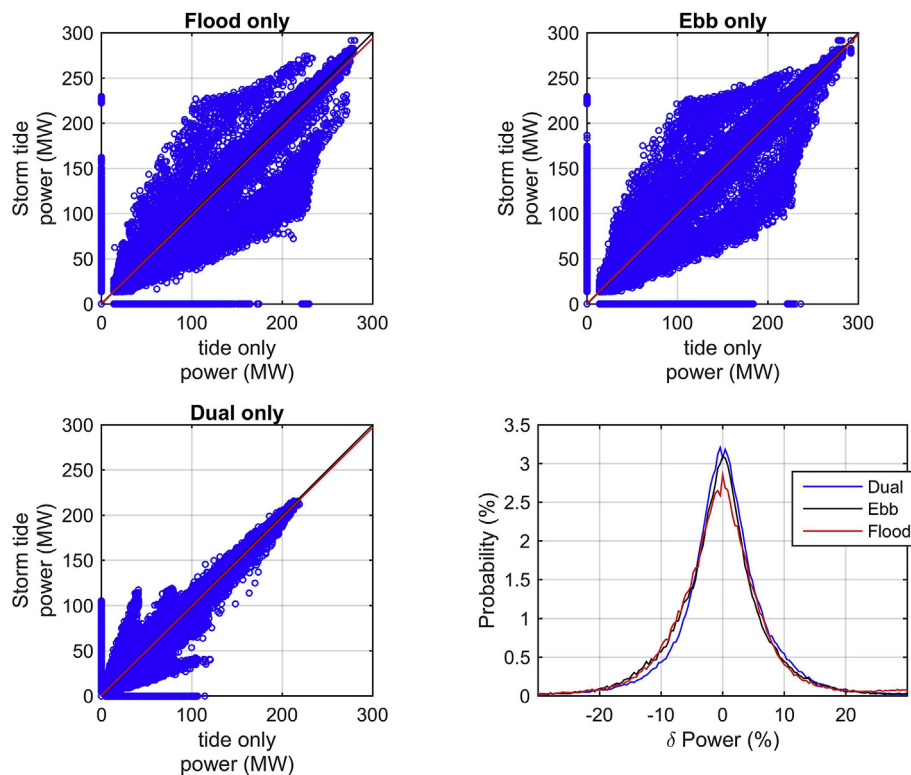 Flood only
300
250
200
150
100
50
0
Storm tide
power (MW)
0 100 200 300
tide only
power (MW)
Ebb only
300
250
200
150
100
50
0
Storm tide
power (MW)
0 100 200 300
tide only
power (MW)
Dual only
300
250
200
150
100
50
0
Storm tide
power (MW)
0 100 200 300
tide only
power (MW)
3.5
3
2.5
2
1.5
1
0.5
0
Probability (%)
Dual
Ebb
Flood
-20 -10 0 10 20
δ Power (%)